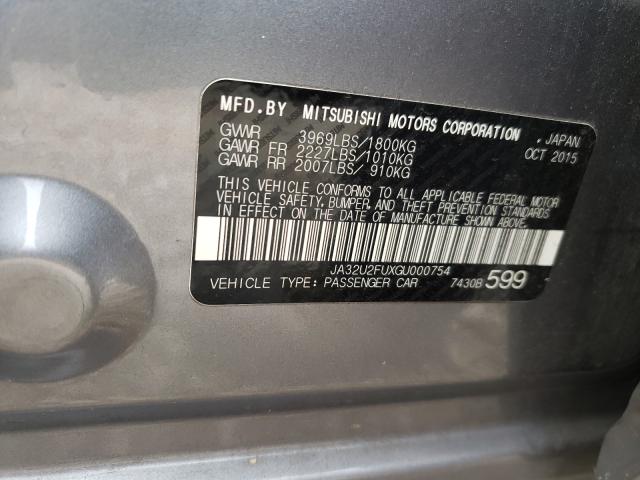 MFD.BY MITSUBISHI MOTORS CORPORATION , JAPAN
GVWR 3969LBS/1800KG OCT 2015
GAWR FR 2227LBS/1010KG
GAWR RR 2007LBS/ 910KG
THIS VEHICLE CONFORMS TO ALL APPLICABLE FEDERAL MOTOR
VEHICLE SAFETY, BUMPER, AND THEFT PREVENTION STANDARDS
IN EFFECT ON THE DATE OF MANUFACTURE SHOWN ABOVE.
JA32U2FUXGU000754
VEHICLE TYPE: PASSENGER CAR 7430B 599